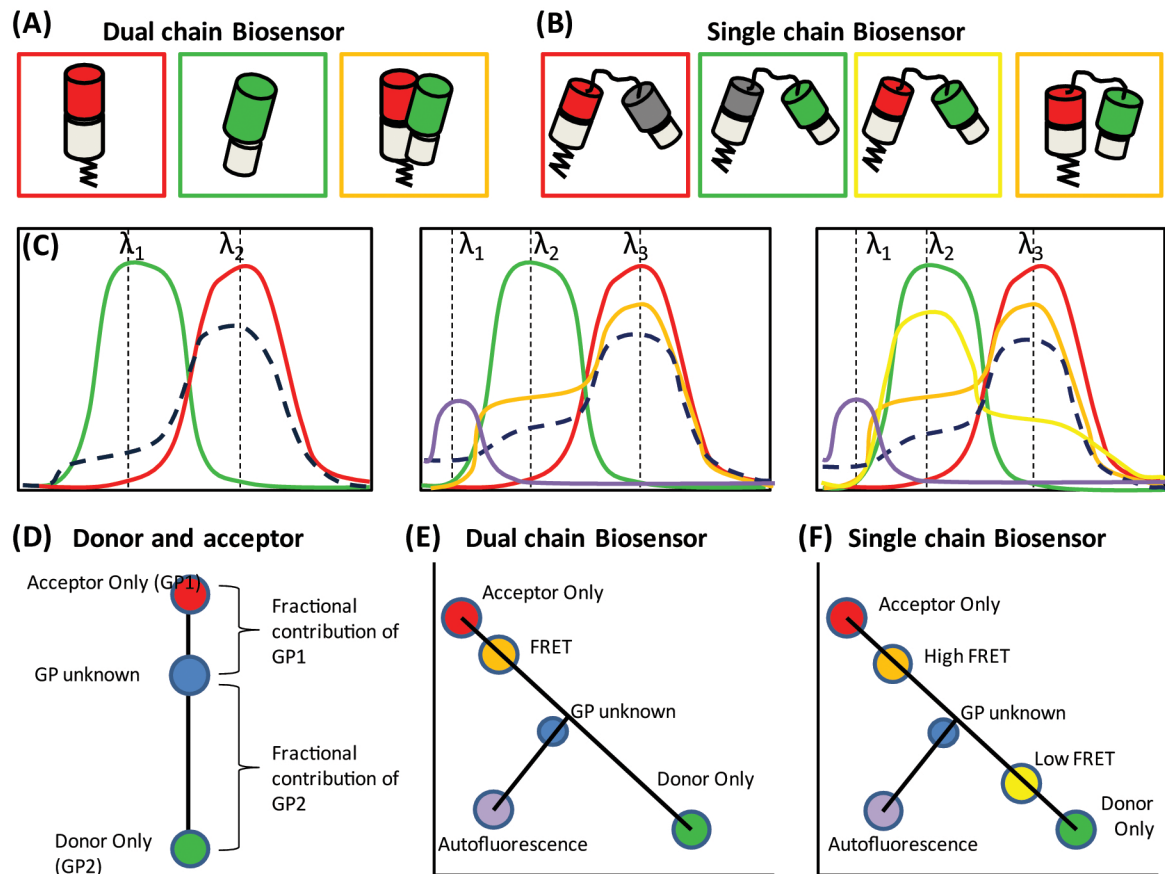 (A)
Dual chain Biosensor
(B)
Single chain Biosensor
(C)
λ1
λ2
λ1
λ2
λ3
λ1
λ2
λ3
(D) Donor and acceptor
Acceptor Only (GP1)
Fractional
contribution of
GP1
GP unknown
Fractional
contribution of
GP2
Donor Only
(GP2)
(E) Dual chain Biosensor
Acceptor Only
FRET
GP unknown
Donor Only
Autofluorescence
(F) Single chain Biosensor
Acceptor Only
High FRET
GP unknown
Low FRET
Donor
Only
Autofluorescence